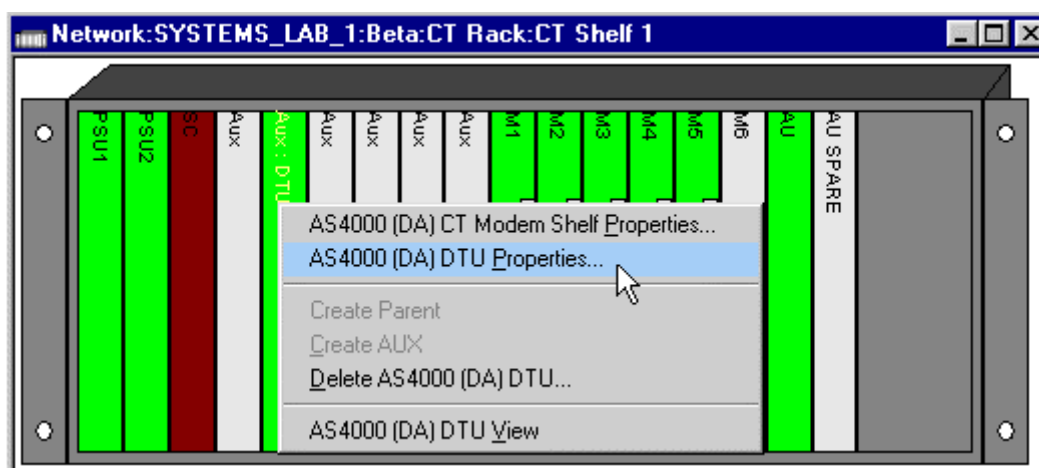 Network:SYSTEMS_LAB_1:Beta:CT Rack:CT Shelf 1
PSU1
PSU2
SC
Aux
Aux : DTU
Aux
Aux
Aux
Aux
M1
M2
M3
M4
M5
M6
AU
AU SPARE
AS4000 (DA) CT Modem Shelf Properties...
AS4000 (DA) DTU Properties...
Create Parent
Create AUX
Delete AS4000 (DA) DTU...
AS4000 (DA) DTU View